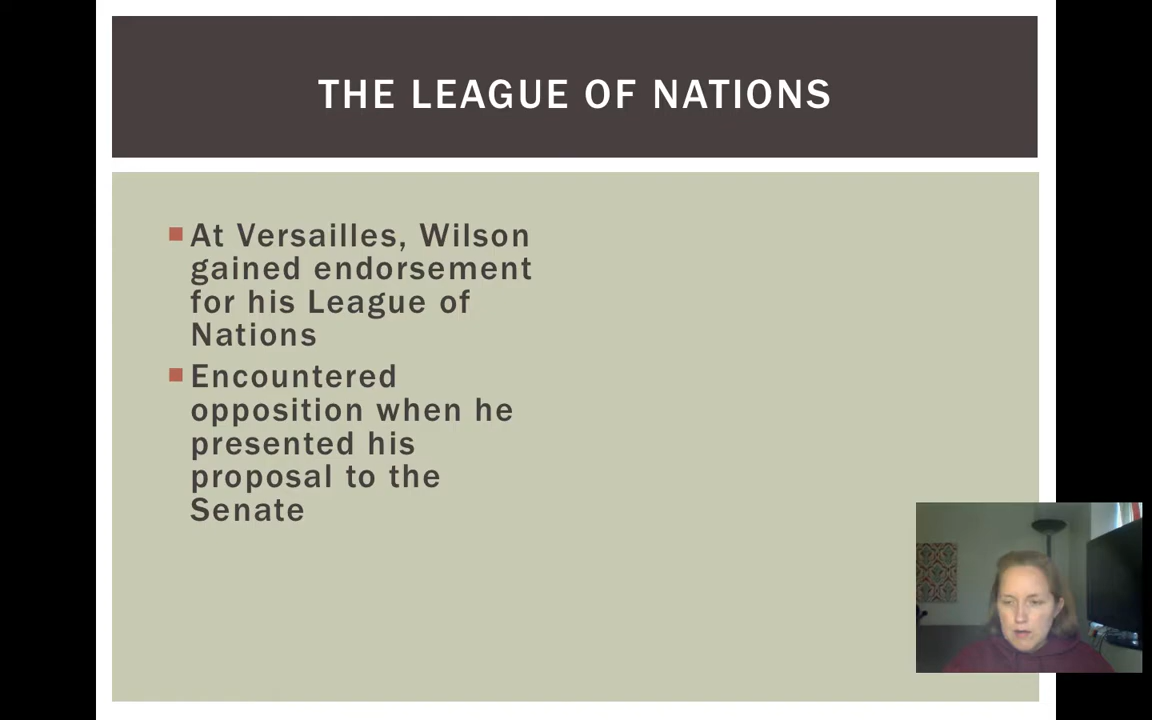 THE LEAGUE OF NATIONS
At Versailles, Wilson
gained endorsement
for his League of
Nations
Encountered
opposition when he
presented his
proposal to the
Senate